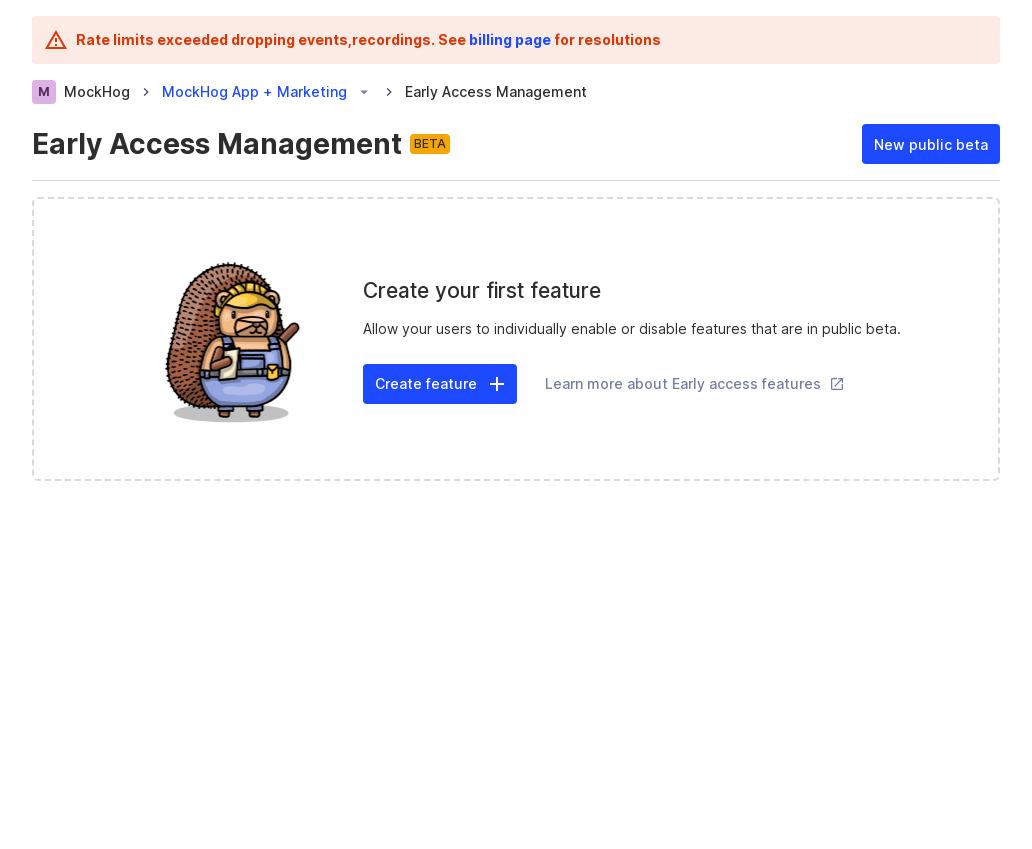 Rate limits exceeded dropping events,recordings. See billing page for resolutions
M MockHog > MockHog App + Marketing > Early Access Management
Early Access Management BETA
New public beta
Create your first feature
Allow your users to individually enable or disable features that are in public beta.
Create feature
Learn more about Early access features